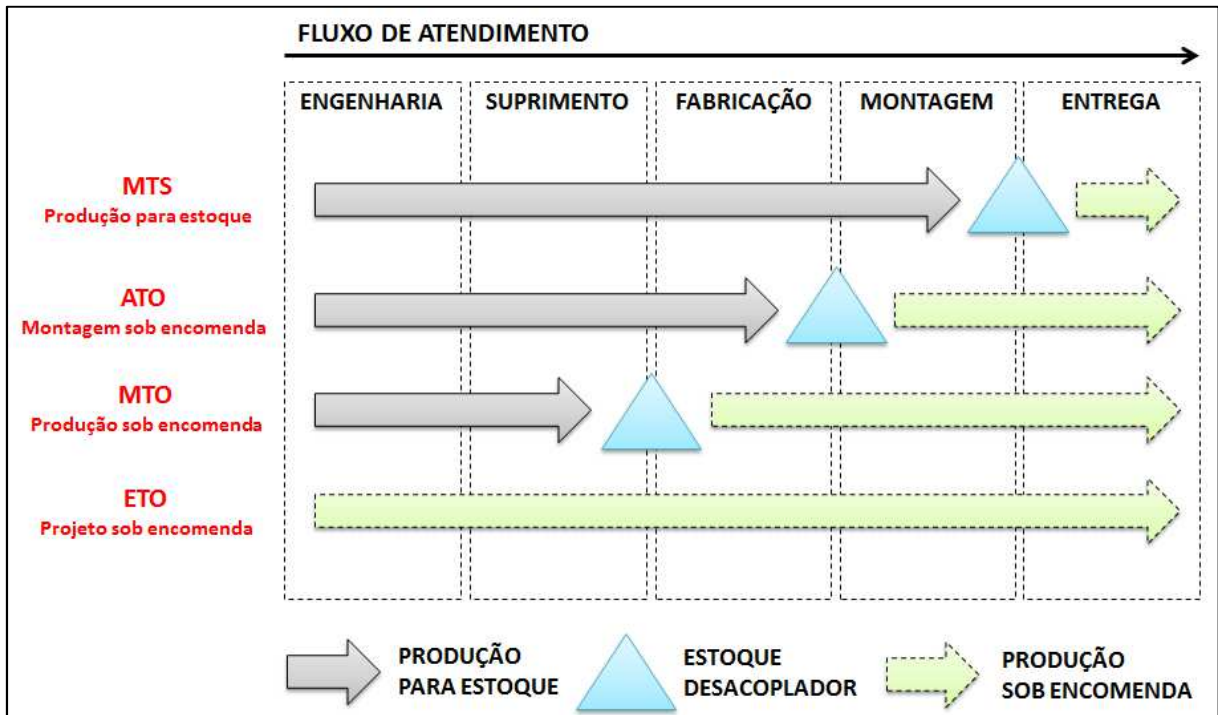 FLUXO DE ATENDIMENTO
ENGENHARIA
SUPRIMENTO
FABRICAÇÃO
MONTAGEM
ENTREGA
MTS
Produção para estoque
ATO
Montagem sob encomenda
MTO
Produção sob encomenda
ETO
Projeto sob encomenda
PRODUÇÃO
PARA ESTOQUE
ESTOQUE
DESACOPLADOR
PRODUÇÃO
SOB ENCOMENDA